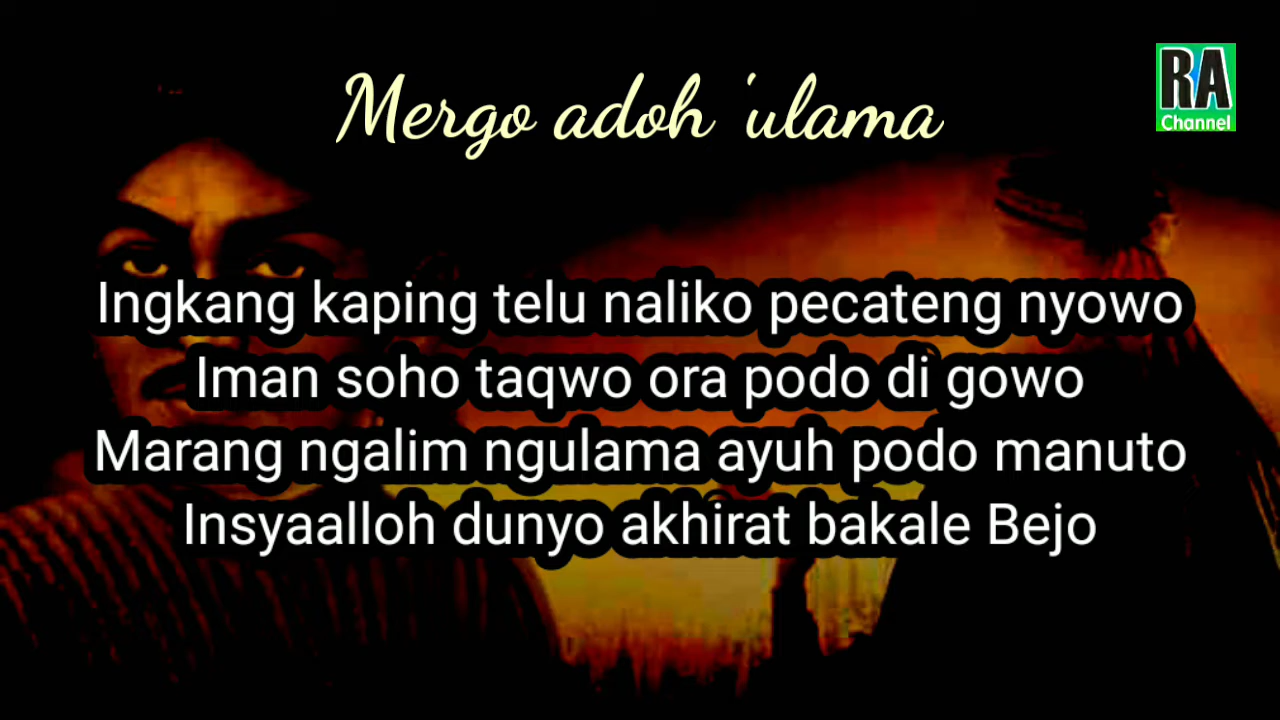 Mergo adoh 'ulama
RA
Channel
Ingkang kaping telu naliko pecateng nyowo
Iman soho taqwo ora podo di gowo
Marang ngalim ngulama ayuh podo manuto
Insyaalloh dunyo akhirat bakale Bejo